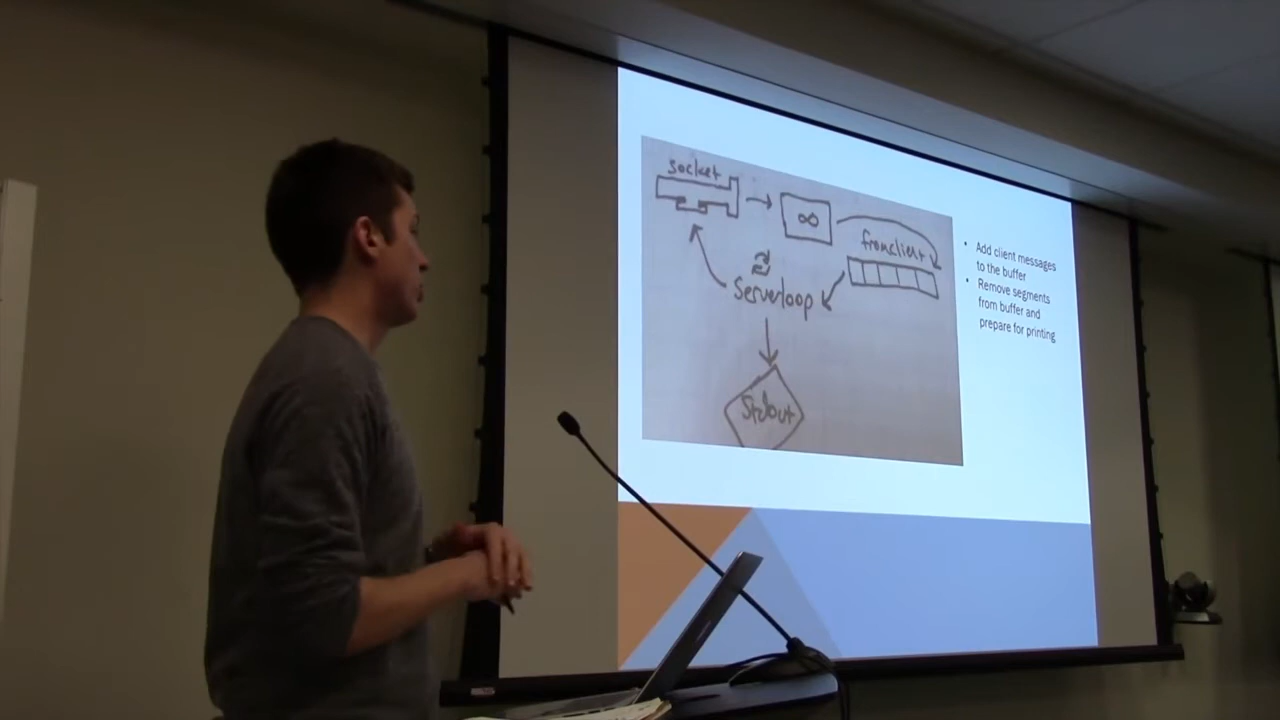 socket
∞
fromclient
Serverloop
Stdout
• Add client messages
to the buffer
• Remove segments
from buffer and
prepare for printing